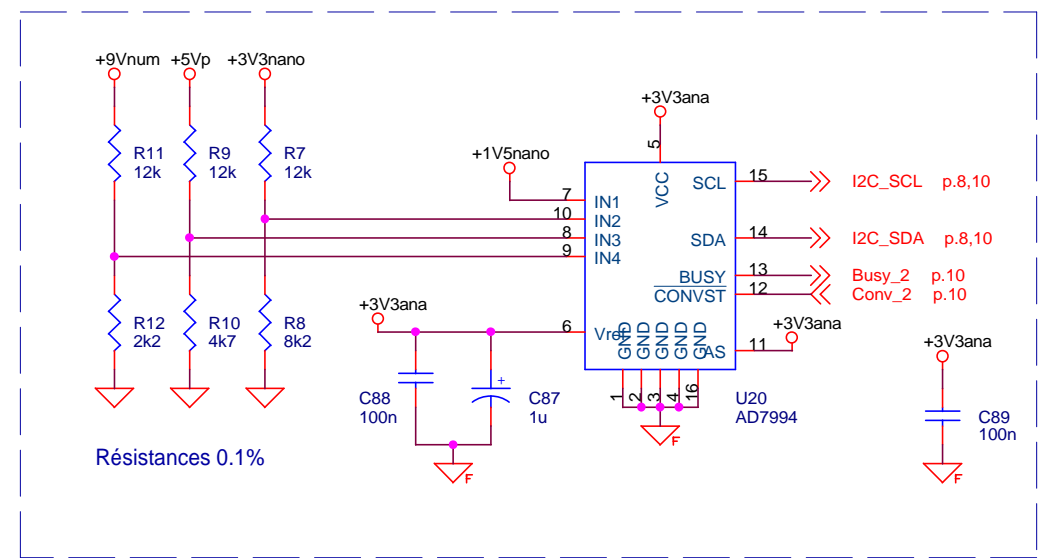 +9Vnum +5Vp +3V3nano
+3V3ana
R11 R9 R7
12k 12k 12k
+1V5nano
5
VCC
7 IN1
10 IN2
8 IN3
9 IN4
SCL 15 I2C_SCL p.8,10
SDA 14 I2C_SDA p.8,10
BUSY 13 Busy_2 p.10
CONVST 12 Conv_2 p.10
R12 R10 R8
2k2 4k7 8k2
+3V3ana
6 Vref
GND GND GND GND GND
AS 11
+3V3ana
+3V3ana
1 2 3 4 16
C88
100n
+
C87
1u
U20
AD7994
C89
100n
F
F
F
Résistances 0.1%